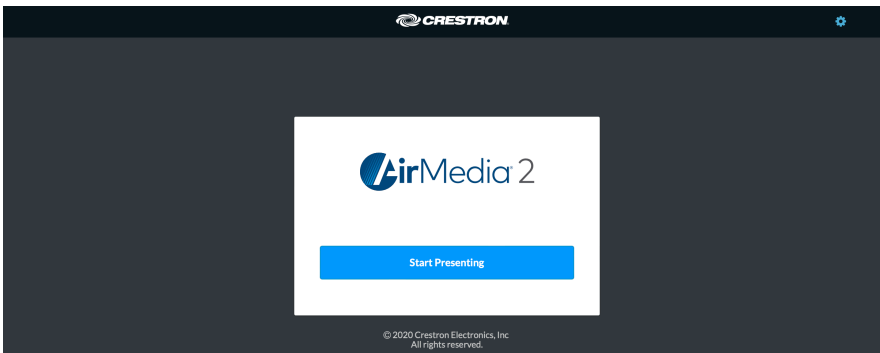 CRESTRON
AirMedia 2
Start Presenting
© 2020 Crestron Electronics, Inc
All rights reserved.